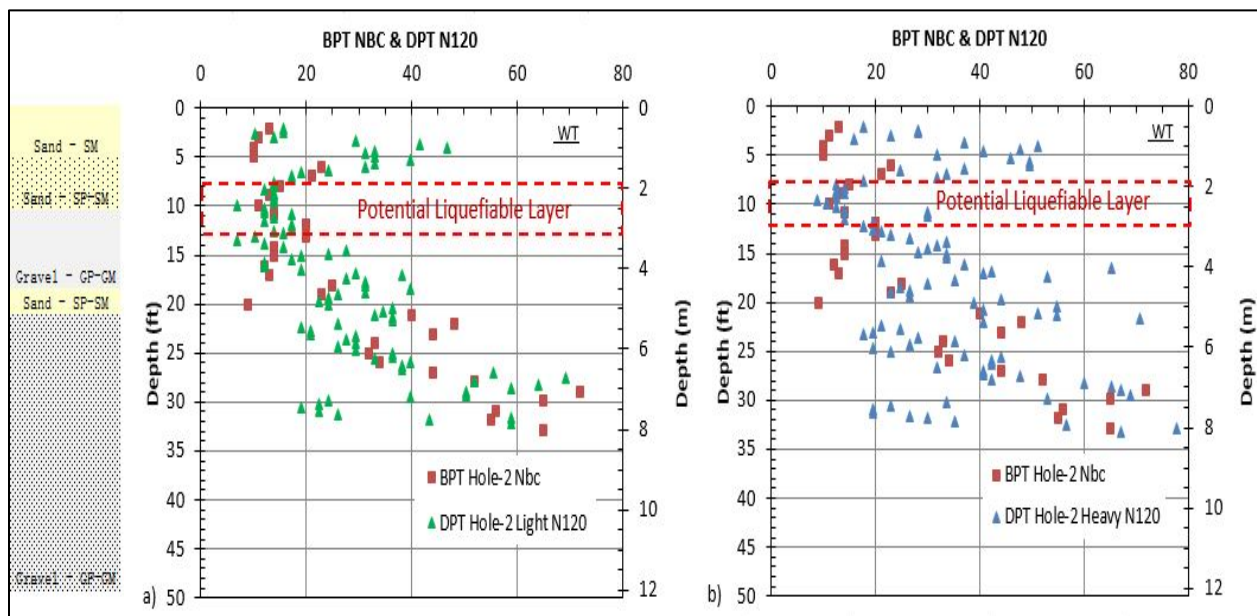 Sand - SM
Sand - SP-SM
Gravel - GP-GM
Sand - SP-SM
Gravel - GP-GM
BPT NBC & DPT N120
0 20 40 60 80
0
5
10
15
20
25
30
35
40
45
50
Depth (ft)
WT
Potential Liquefiable Layer
BPT Hole-2 Nbc
DPT Hole-2 Light N120
a)
0
2
4
6
8
10
12
Depth (m)
BPT NBC & DPT N120
0 20 40 60 80
0
5
10
15
20
25
30
35
40
45
50
Depth (ft)
WT
Potential Liquefiable Layer
BPT Hole-2 Nbc
DPT Hole-2 Heavy N120
b)
0
2
4
6
8
10
12
Depth (m)